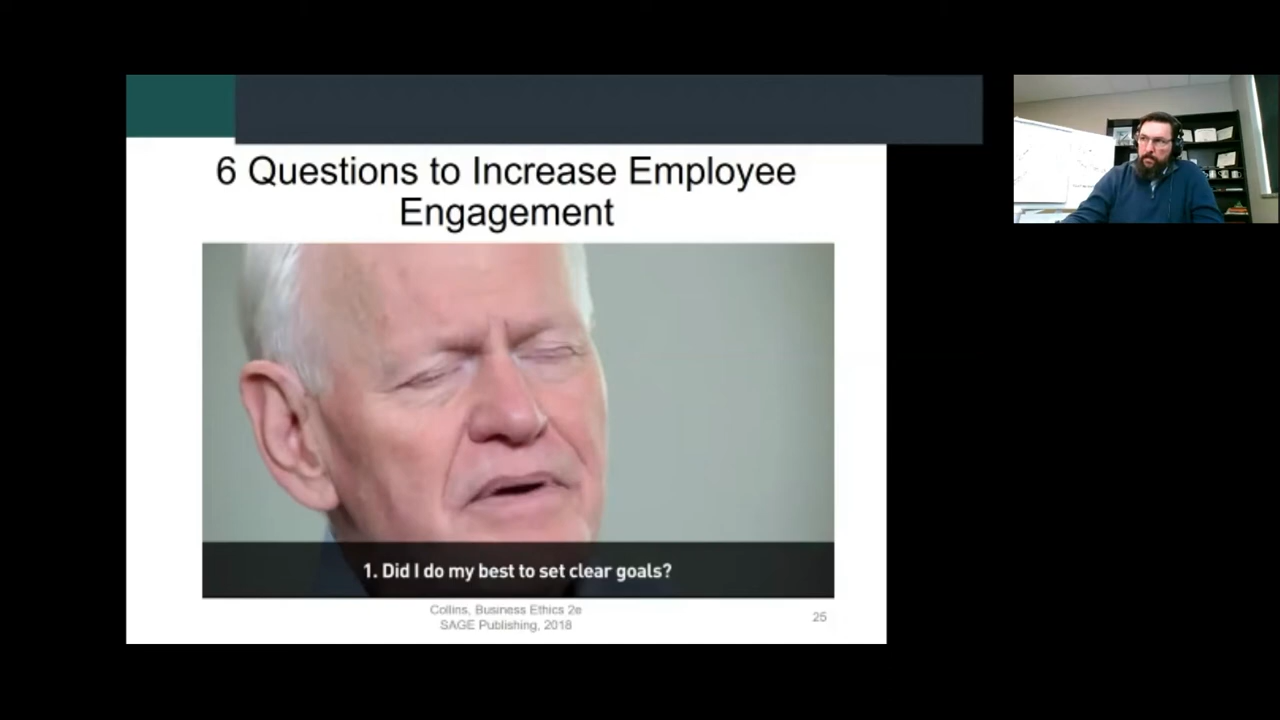 6 Questions to Increase Employee
Engagement
1. Did I do my best to set clear goals?
Collins, Business Ethics 2e
SAGE Publishing, 2018
25